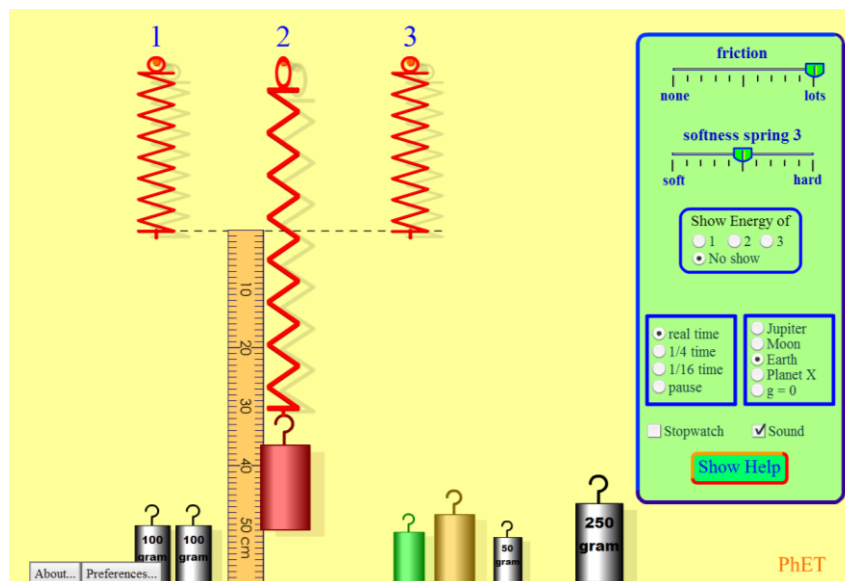 1
2
3
friction
none
lots
softness spring 3
soft
hard
Show Energy of
1 2 3
No show
10
20
30
40
50 cm
real time
1/4 time
1/16 time
pause
Jupiter
Moon
Earth
Planet X
g = 0
Stopwatch
Sound
Show Help
100
gram
100
gram
50
gram
250
gram
About...
Preferences...
PhET